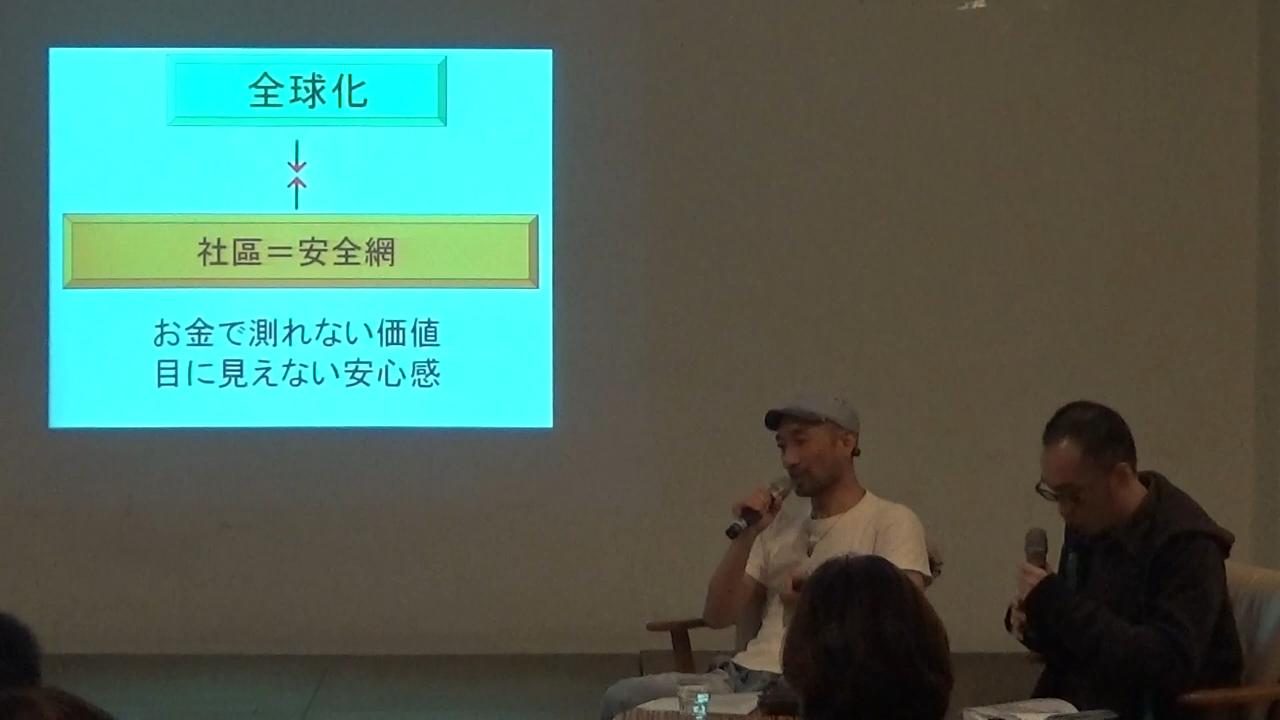 全球化
社區＝安全網
お金で測れない価値
目に見えない安心感